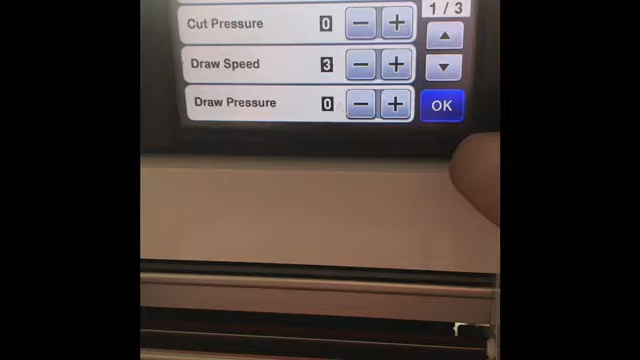 Cut Pressure 0 − + 1 / 3
Draw Speed 3 − +
Draw Pressure 0 − + OK